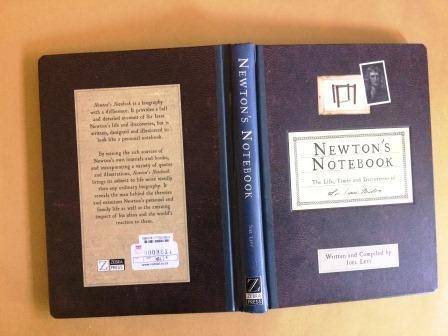 Newton's Notebook is a biography
with a difference. It provides a full
and detailed account of Sir Isaac
Newton's life and discoveries, but is
written, designed and illustrated to
look like a personal notebook.
By mining the rich sources of
Newton's own journals and books,
and incorporating a variety of quotes
and illustrations, Newton's Notebook
brings its subject to life most vividly
than any ordinary biography. It
reveals the man behind the theories
and examines Newton's personal and
family life as well as the amazing
impact of his ideas and the world's
reaction to them.
ZEBRA
PRESS
NEWTON'S NOTEBOOK
JOEL LEVY
ZEBRA
PRESS
NEWTON'S
NOTEBOOK
The Life, Times and Discoveries of
Sir Isaac Newton
Written and Compiled by
JOEL LEVY